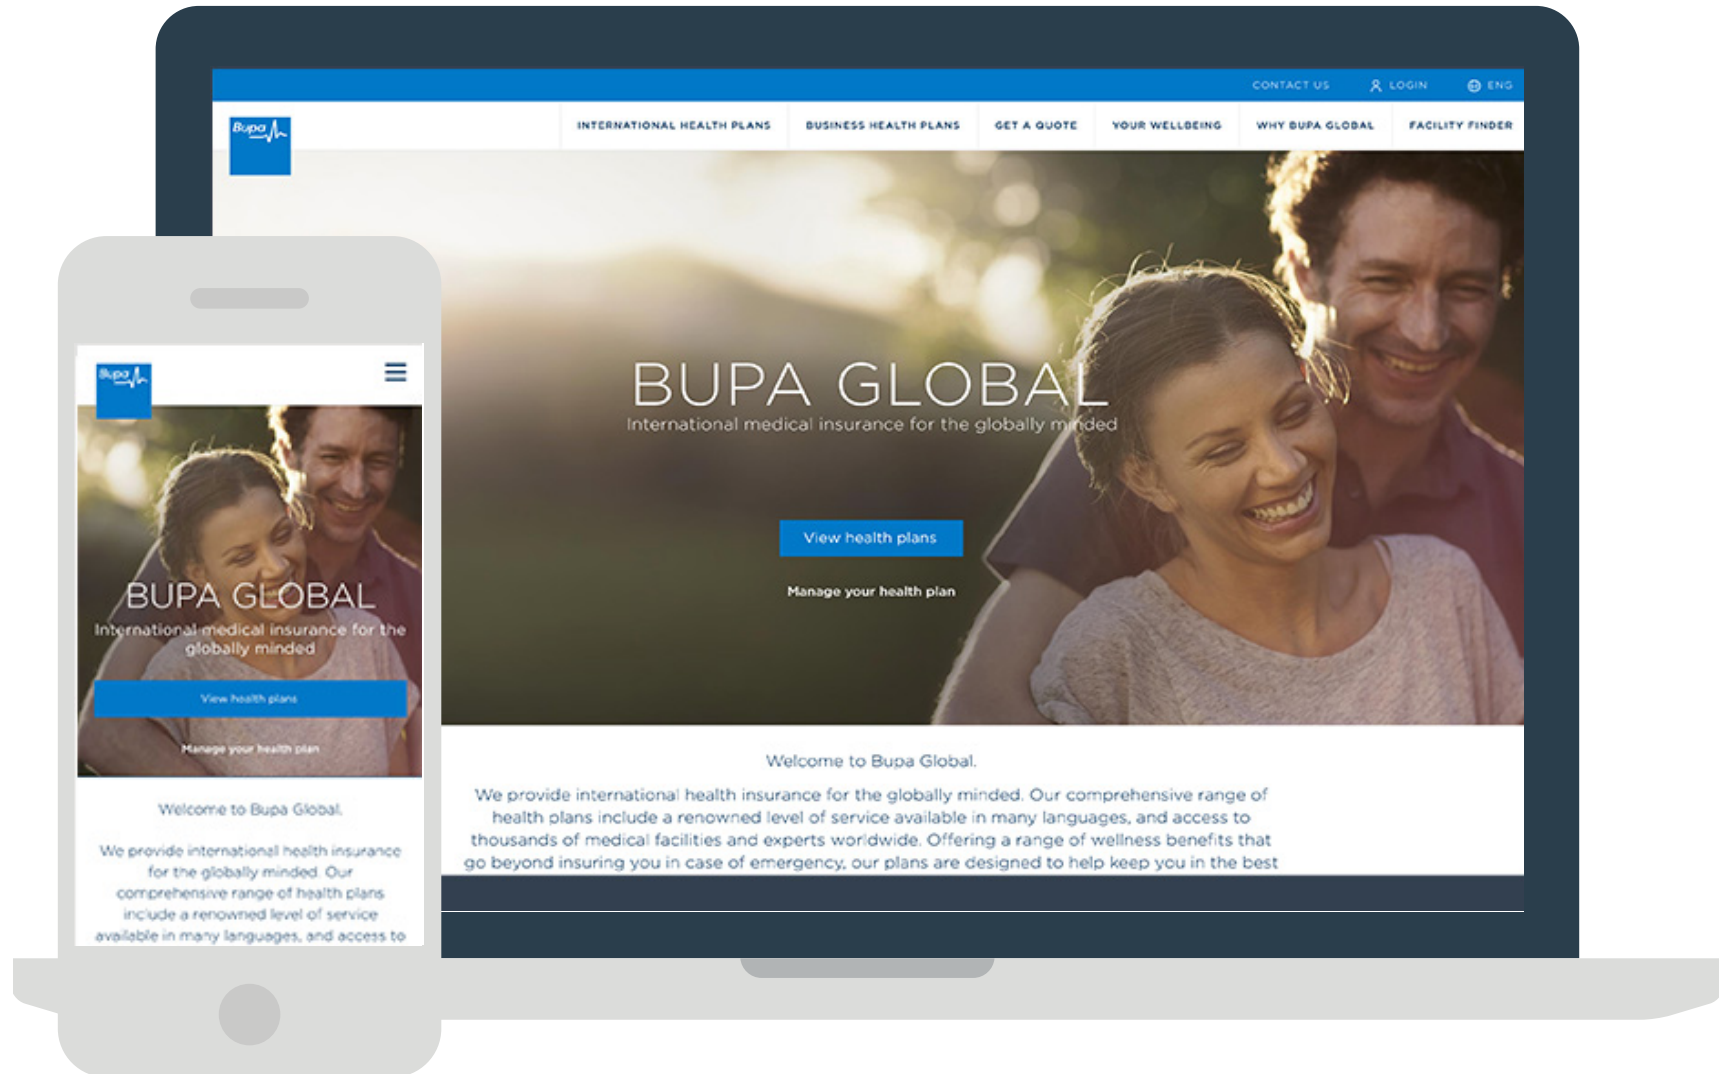 CONTACT US
LOGIN
ENG
Bupa
INTERNATIONAL HEALTH PLANS
BUSINESS HEALTH PLANS
GET A QUOTE
YOUR WELLBEING
WHY BUPA GLOBAL
FACILITY FINDER
BUPA GLOBAL
International medical insurance for the globally minded
View health plans
Manage your health plan
Welcome to Bupa Global.
We provide international health insurance for the globally minded. Our comprehensive range of
health plans include a renowned level of service available in many languages, and access to
thousands of medical facilities and experts worldwide. Offering a range of wellness benefits that
go beyond insuring you in case of emergency, our plans are designed to help keep you in the best
Bupa
BUPA GLOBAL
International medical insurance for the
globally minded
View health plans
Manage your health plan
Welcome to Bupa Global.
We provide international health insurance
for the globally minded. Our
comprehensive range of health plans
include a renowned level of service
available in many languages, and access to